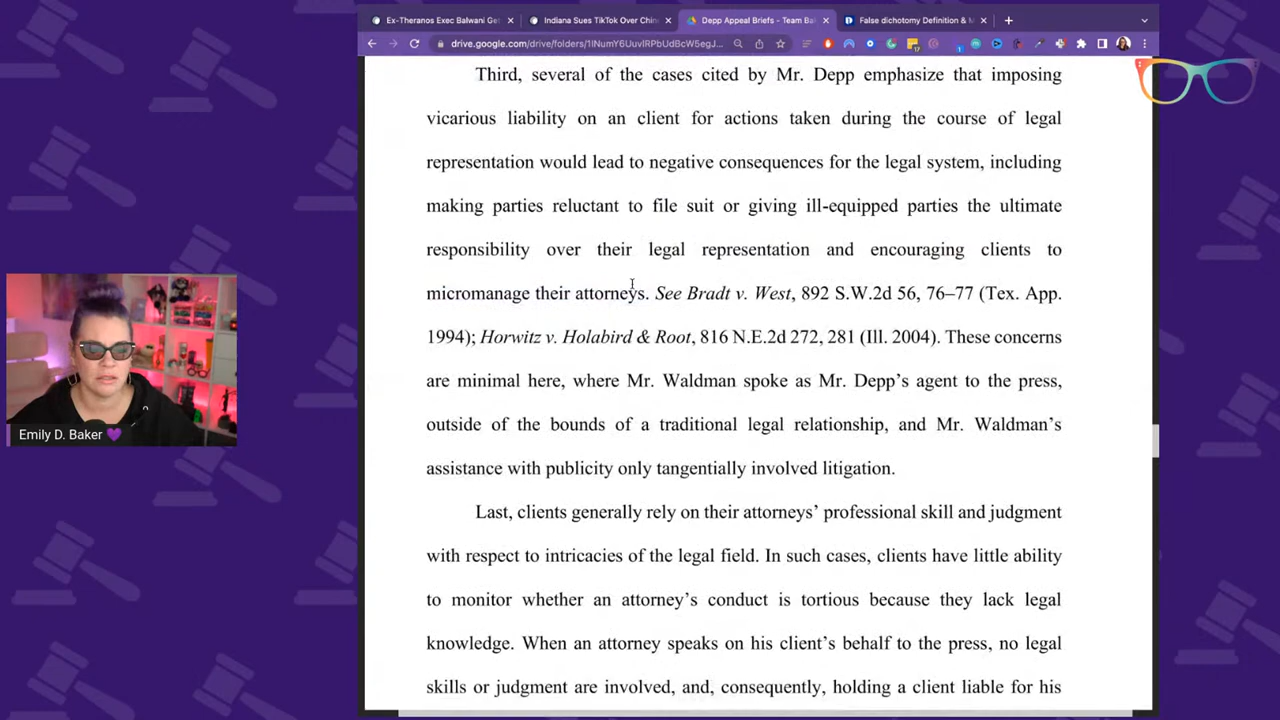 Ex-Theranos Exec Balwani Ge
Indiana Sues TikTok Over Chin
Depp Appeal Briefs - Team Ba
False dichotomy Definition & M
drive.google.com/drive/folders/1INumY6UuvIRPbUdBcW5egJ...
Third, several of the cases cited by Mr. Depp emphasize that imposing
vicarious liability on an client for actions taken during the course of legal
representation would lead to negative consequences for the legal system, including
making parties reluctant to file suit or giving ill-equipped parties the ultimate
responsibility over their legal representation and encouraging clients to
micromanage their attorneys. See Bradt v. West, 892 S.W.2d 56, 76–77 (Tex. App.
1994); Horwitz v. Holabird & Root, 816 N.E.2d 272, 281 (Ill. 2004). These concerns
are minimal here, where Mr. Waldman spoke as Mr. Depp’s agent to the press,
outside of the bounds of a traditional legal relationship, and Mr. Waldman’s
assistance with publicity only tangentially involved litigation.
Last, clients generally rely on their attorneys’ professional skill and judgment
with respect to intricacies of the legal field. In such cases, clients have little ability
to monitor whether an attorney’s conduct is tortious because they lack legal
knowledge. When an attorney speaks on his client’s behalf to the press, no legal
skills or judgment are involved, and, consequently, holding a client liable for his
Emily D. Baker 💜